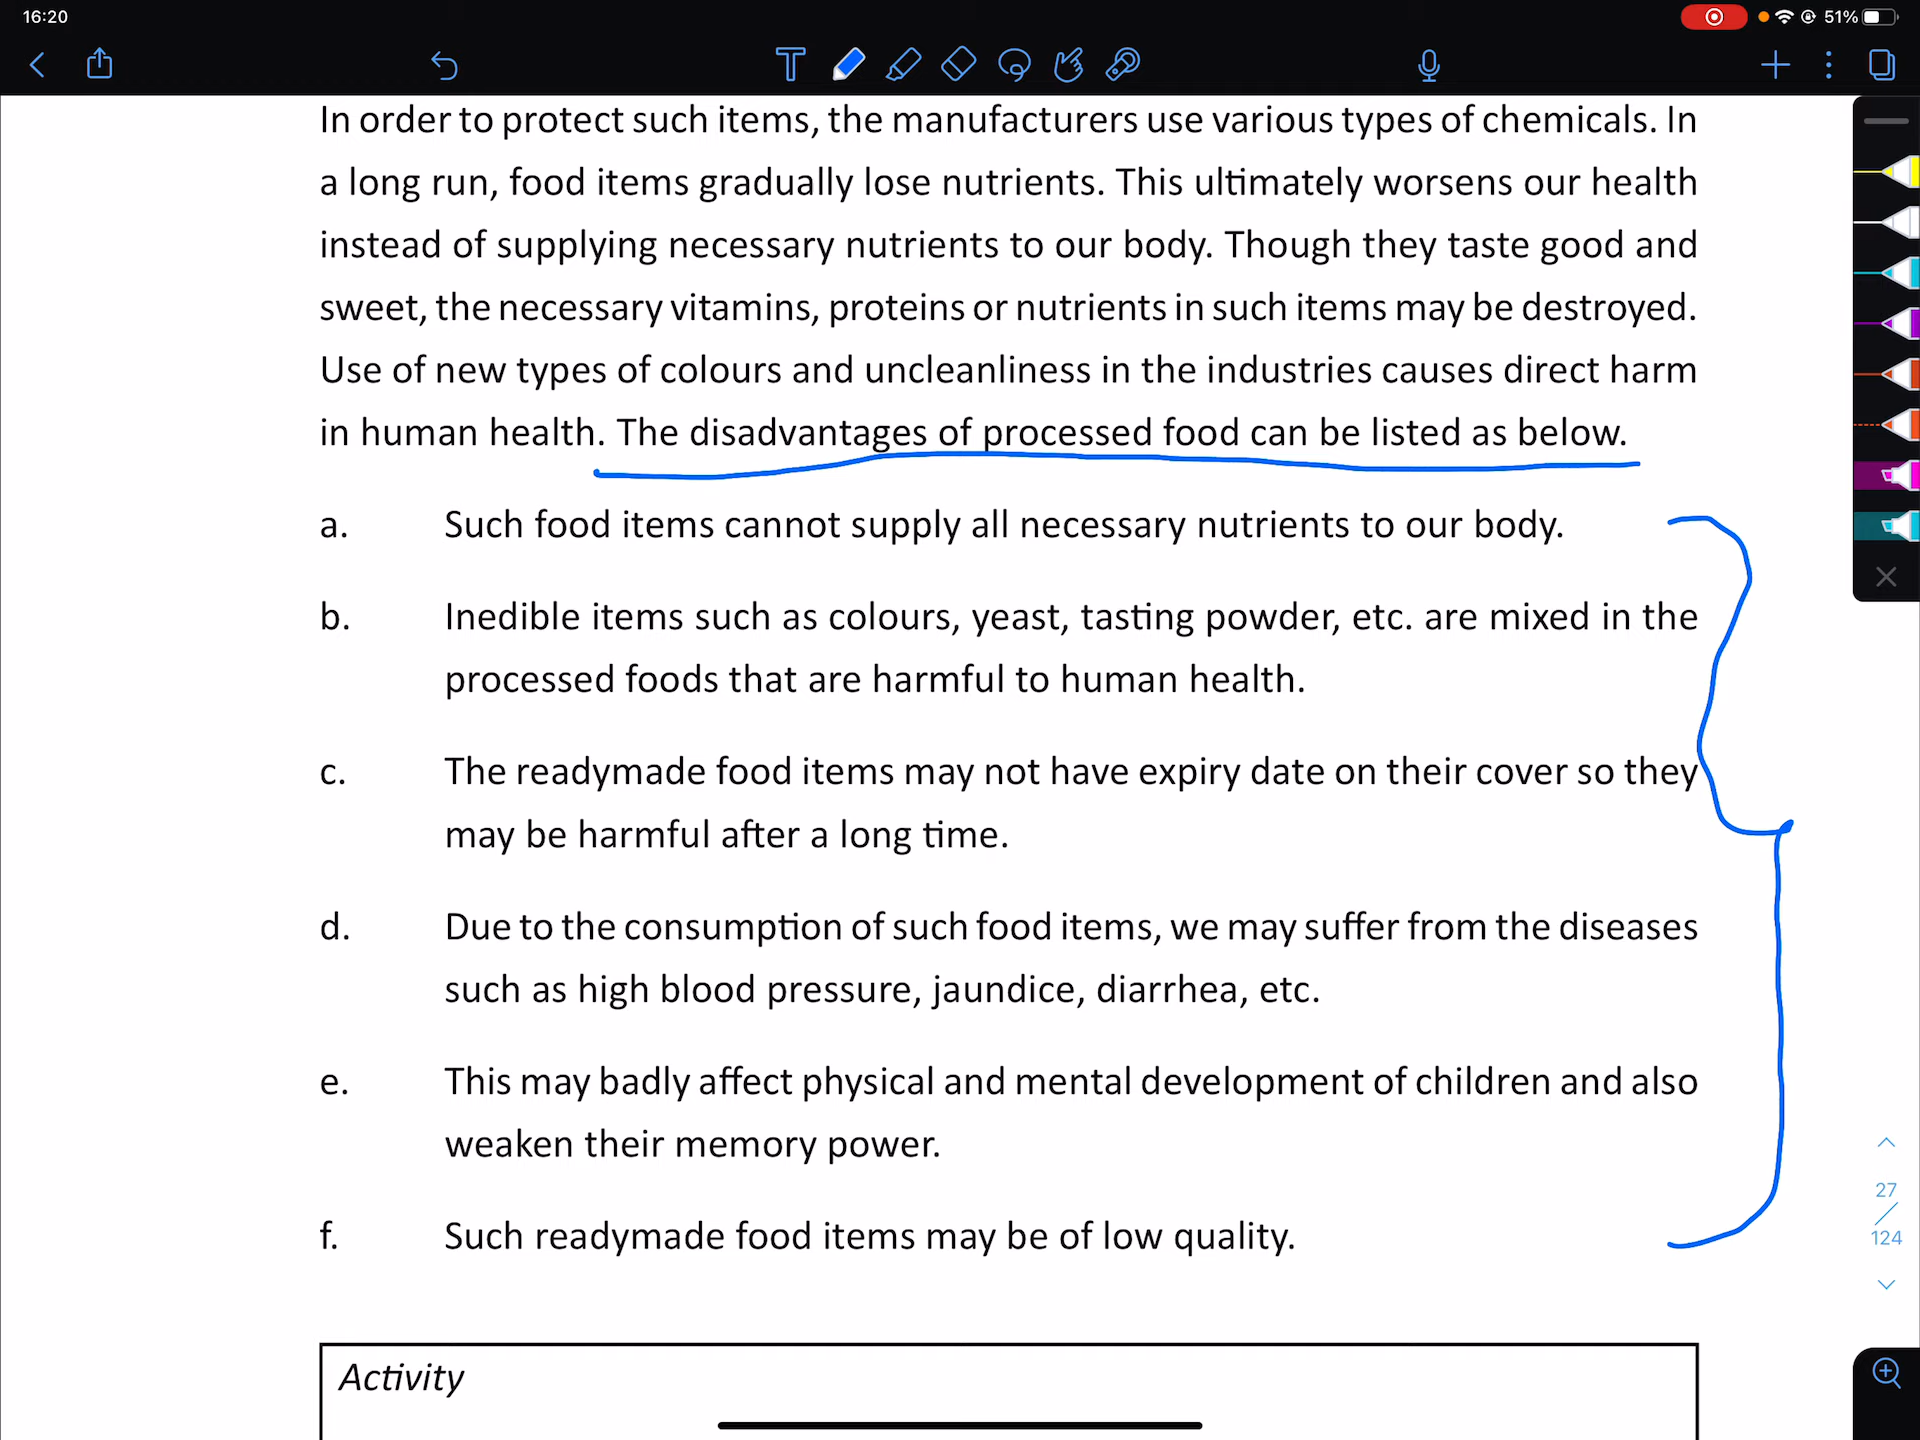 16:20
51%
In order to protect such items, the manufacturers use various types of chemicals. In
a long run, food items gradually lose nutrients. This ultimately worsens our health
instead of supplying necessary nutrients to our body. Though they taste good and
sweet, the necessary vitamins, proteins or nutrients in such items may be destroyed.
Use of new types of colours and uncleanliness in the industries causes direct harm
in human health. The disadvantages of processed food can be listed as below.
a. Such food items cannot supply all necessary nutrients to our body.
b. Inedible items such as colours, yeast, tasting powder, etc. are mixed in the
processed foods that are harmful to human health.
c. The readymade food items may not have expiry date on their cover so they
may be harmful after a long time.
d. Due to the consumption of such food items, we may suffer from the diseases
such as high blood pressure, jaundice, diarrhea, etc.
e. This may badly affect physical and mental development of children and also
weaken their memory power.
f. Such readymade food items may be of low quality.
Activity
27
/
124